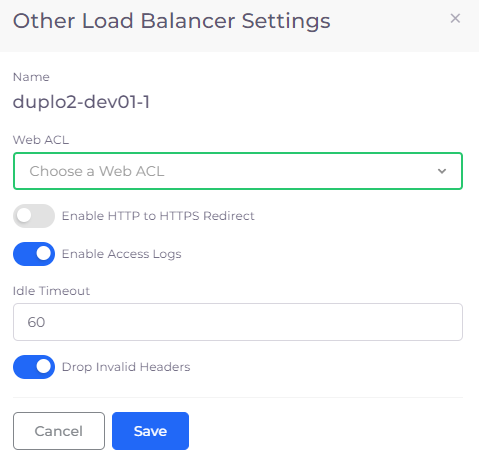 Other Load Balancer Settings
Name
duplo2-dev01-1
Web ACL
Choose a Web ACL
Enable HTTP to HTTPS Redirect
Enable Access Logs
Idle Timeout
60
Drop Invalid Headers
Cancel Save